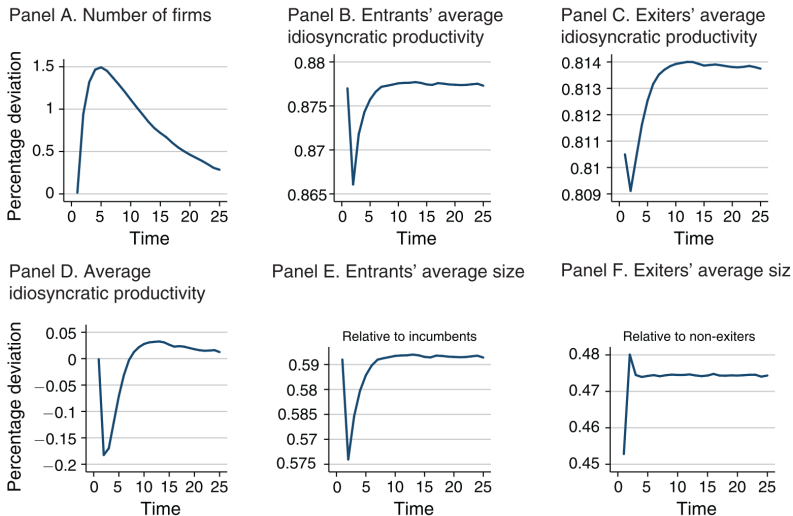 Panel A. Number of firms
Percentage deviation
1.5
1
0.5
0
0 5 10 15 20 25
Time
Panel B. Entrants’ average
idiosyncratic productivity
0.88
0.875
0.87
0.865
0 5 10 15 20 25
Time
Panel C. Exiters’ average
idiosyncratic productivity
0.814
0.813
0.812
0.811
0.81
0.809
0 5 10 15 20 25
Time
Panel D. Average
idiosyncratic productivity
Percentage deviation
0.05
0
−0.05
−0.1
−0.15
−0.2
0 5 10 15 20 25
Time
Panel E. Entrants’ average size
Relative to incumbents
0.59
0.58
0.585
0.57
0.575
0 5 10 15 20 25
Time
Panel F. Exiters’ average siz
Relative to non-exiters
0.48
0.47
0.46
0.45
0 5 10 15 20 25
Time